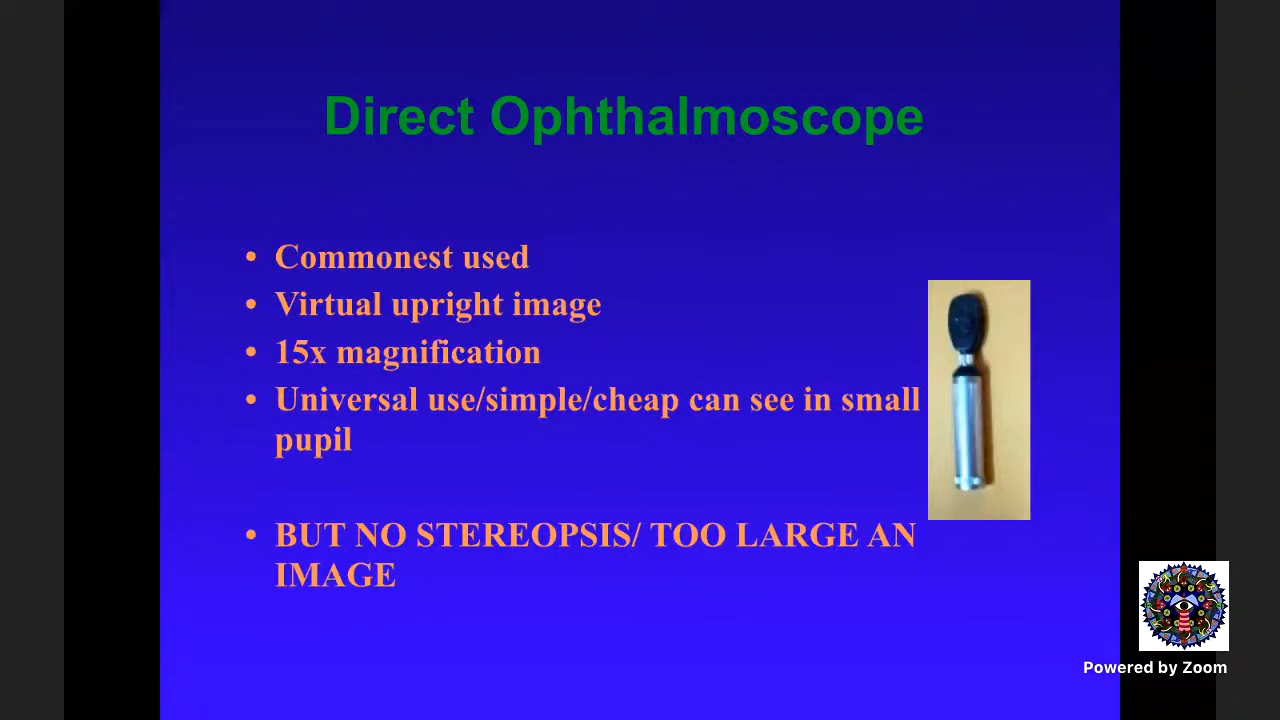 Direct Ophthalmoscope
• Commonest used
• Virtual upright image
• 15x magnification
• Universal use/simple/cheap can see in small
pupil
• BUT NO STEREOPSIS/ TOO LARGE AN
IMAGE
Powered by Zoom